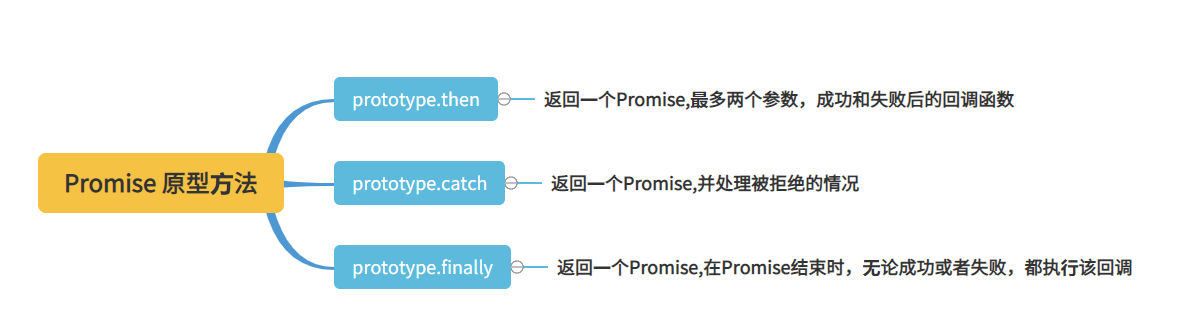 prototype.then
返回一个Promise,最多两个参数，成功和失败后的回调函数
Promise 原型方法
prototype.catch
返回一个Promise,并处理被拒绝的情况
prototype.finally
返回一个Promise,在Promise结束时，无论成功或者失败，都执行该回调